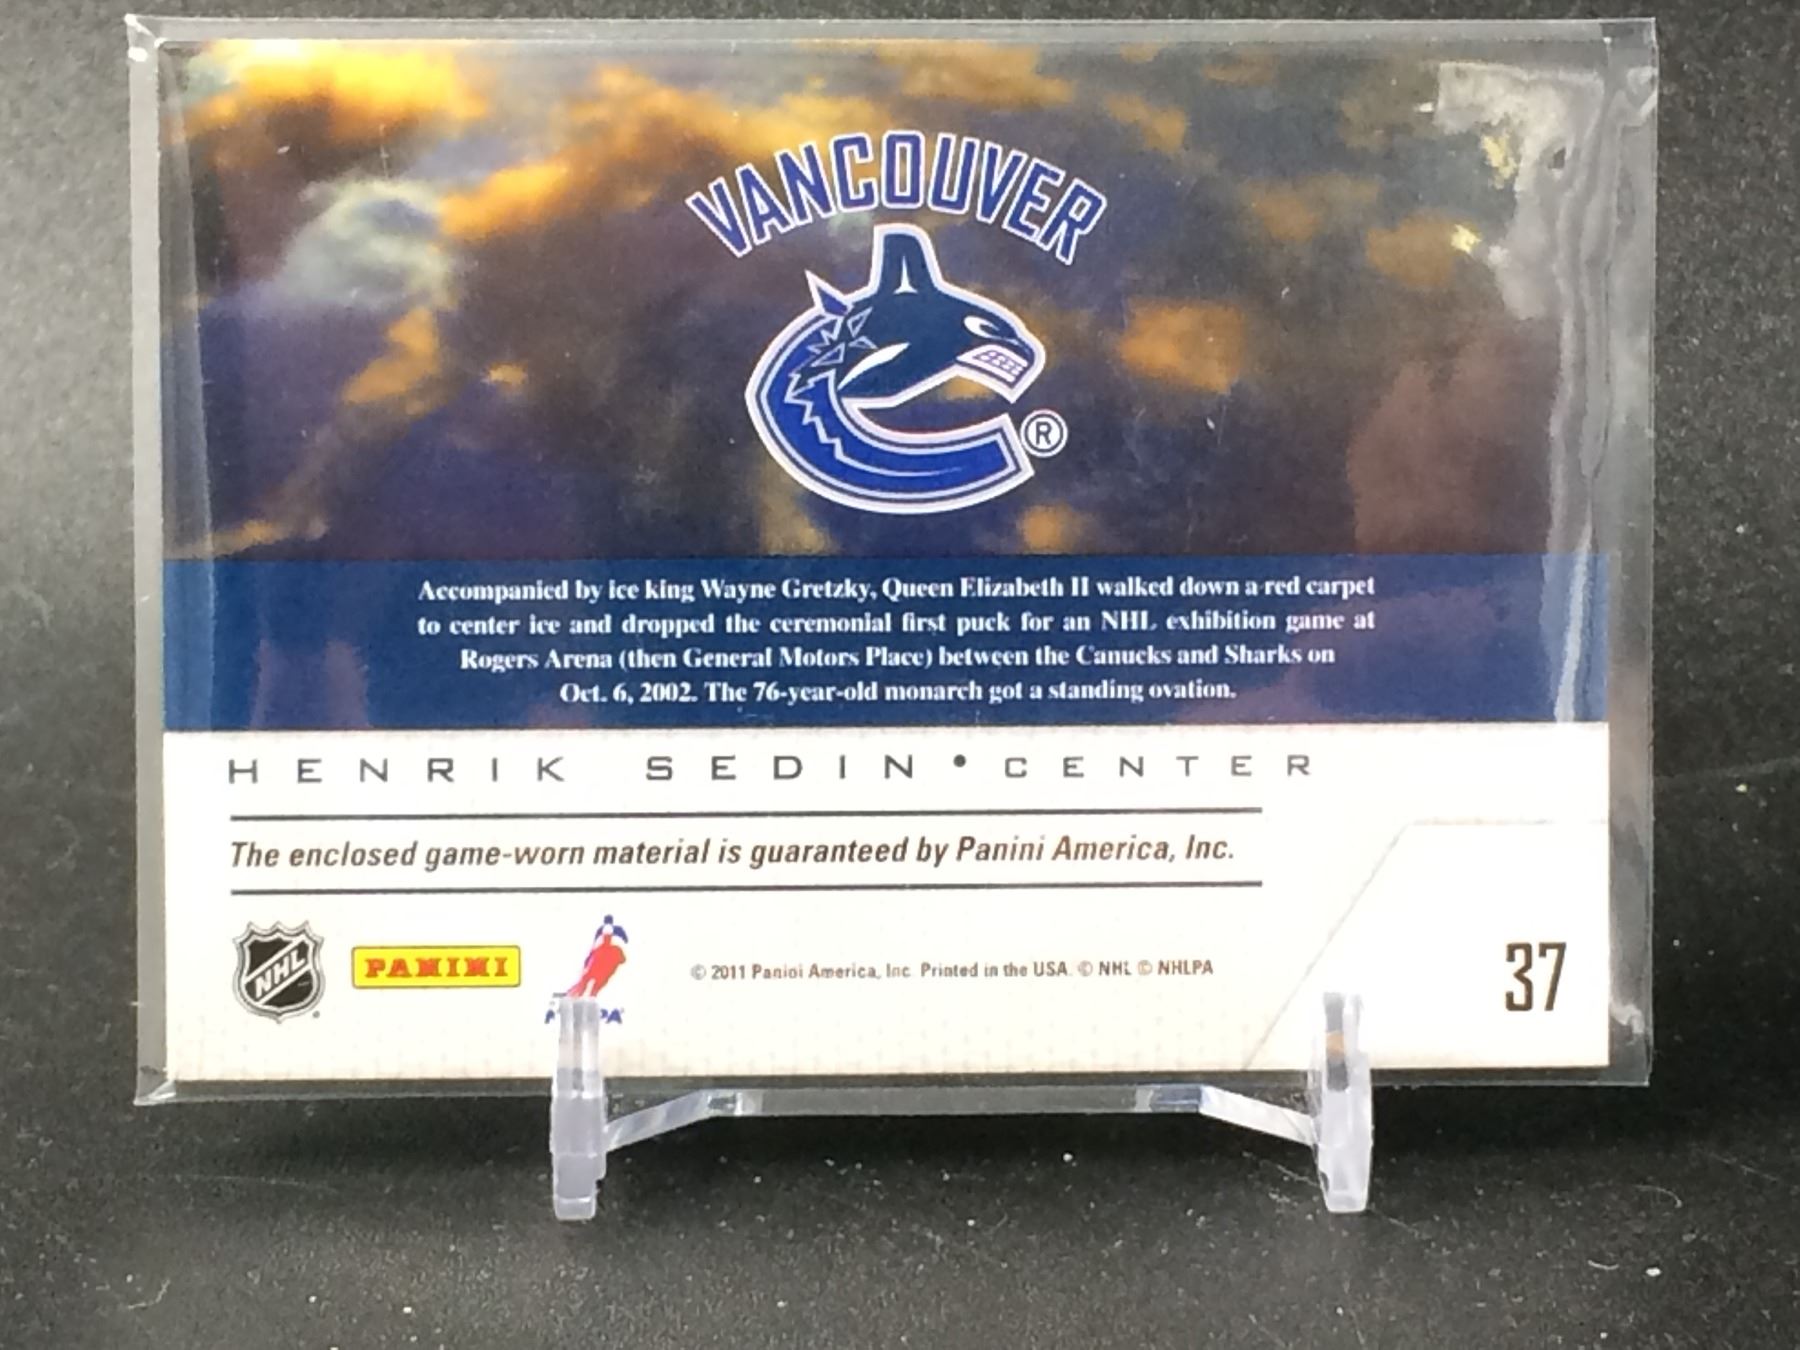 VANCOUVER
®
Accompanied by ice king Wayne Gretzky, Queen Elizabeth II walked down a red carpet
to center ice and dropped the ceremonial first puck for an NHL exhibition game at
Rogers Arena (then General Motors Place) between the Canucks and Sharks on
Oct. 6, 2002. The 76-year-old monarch got a standing ovation.
HENRIK SEDIN • CENTER
The enclosed game-worn material is guaranteed by Panini America, Inc.
NHL
PANINI
© 2011 Panini America, Inc. Printed in the USA. © NHL © NHLPA
37